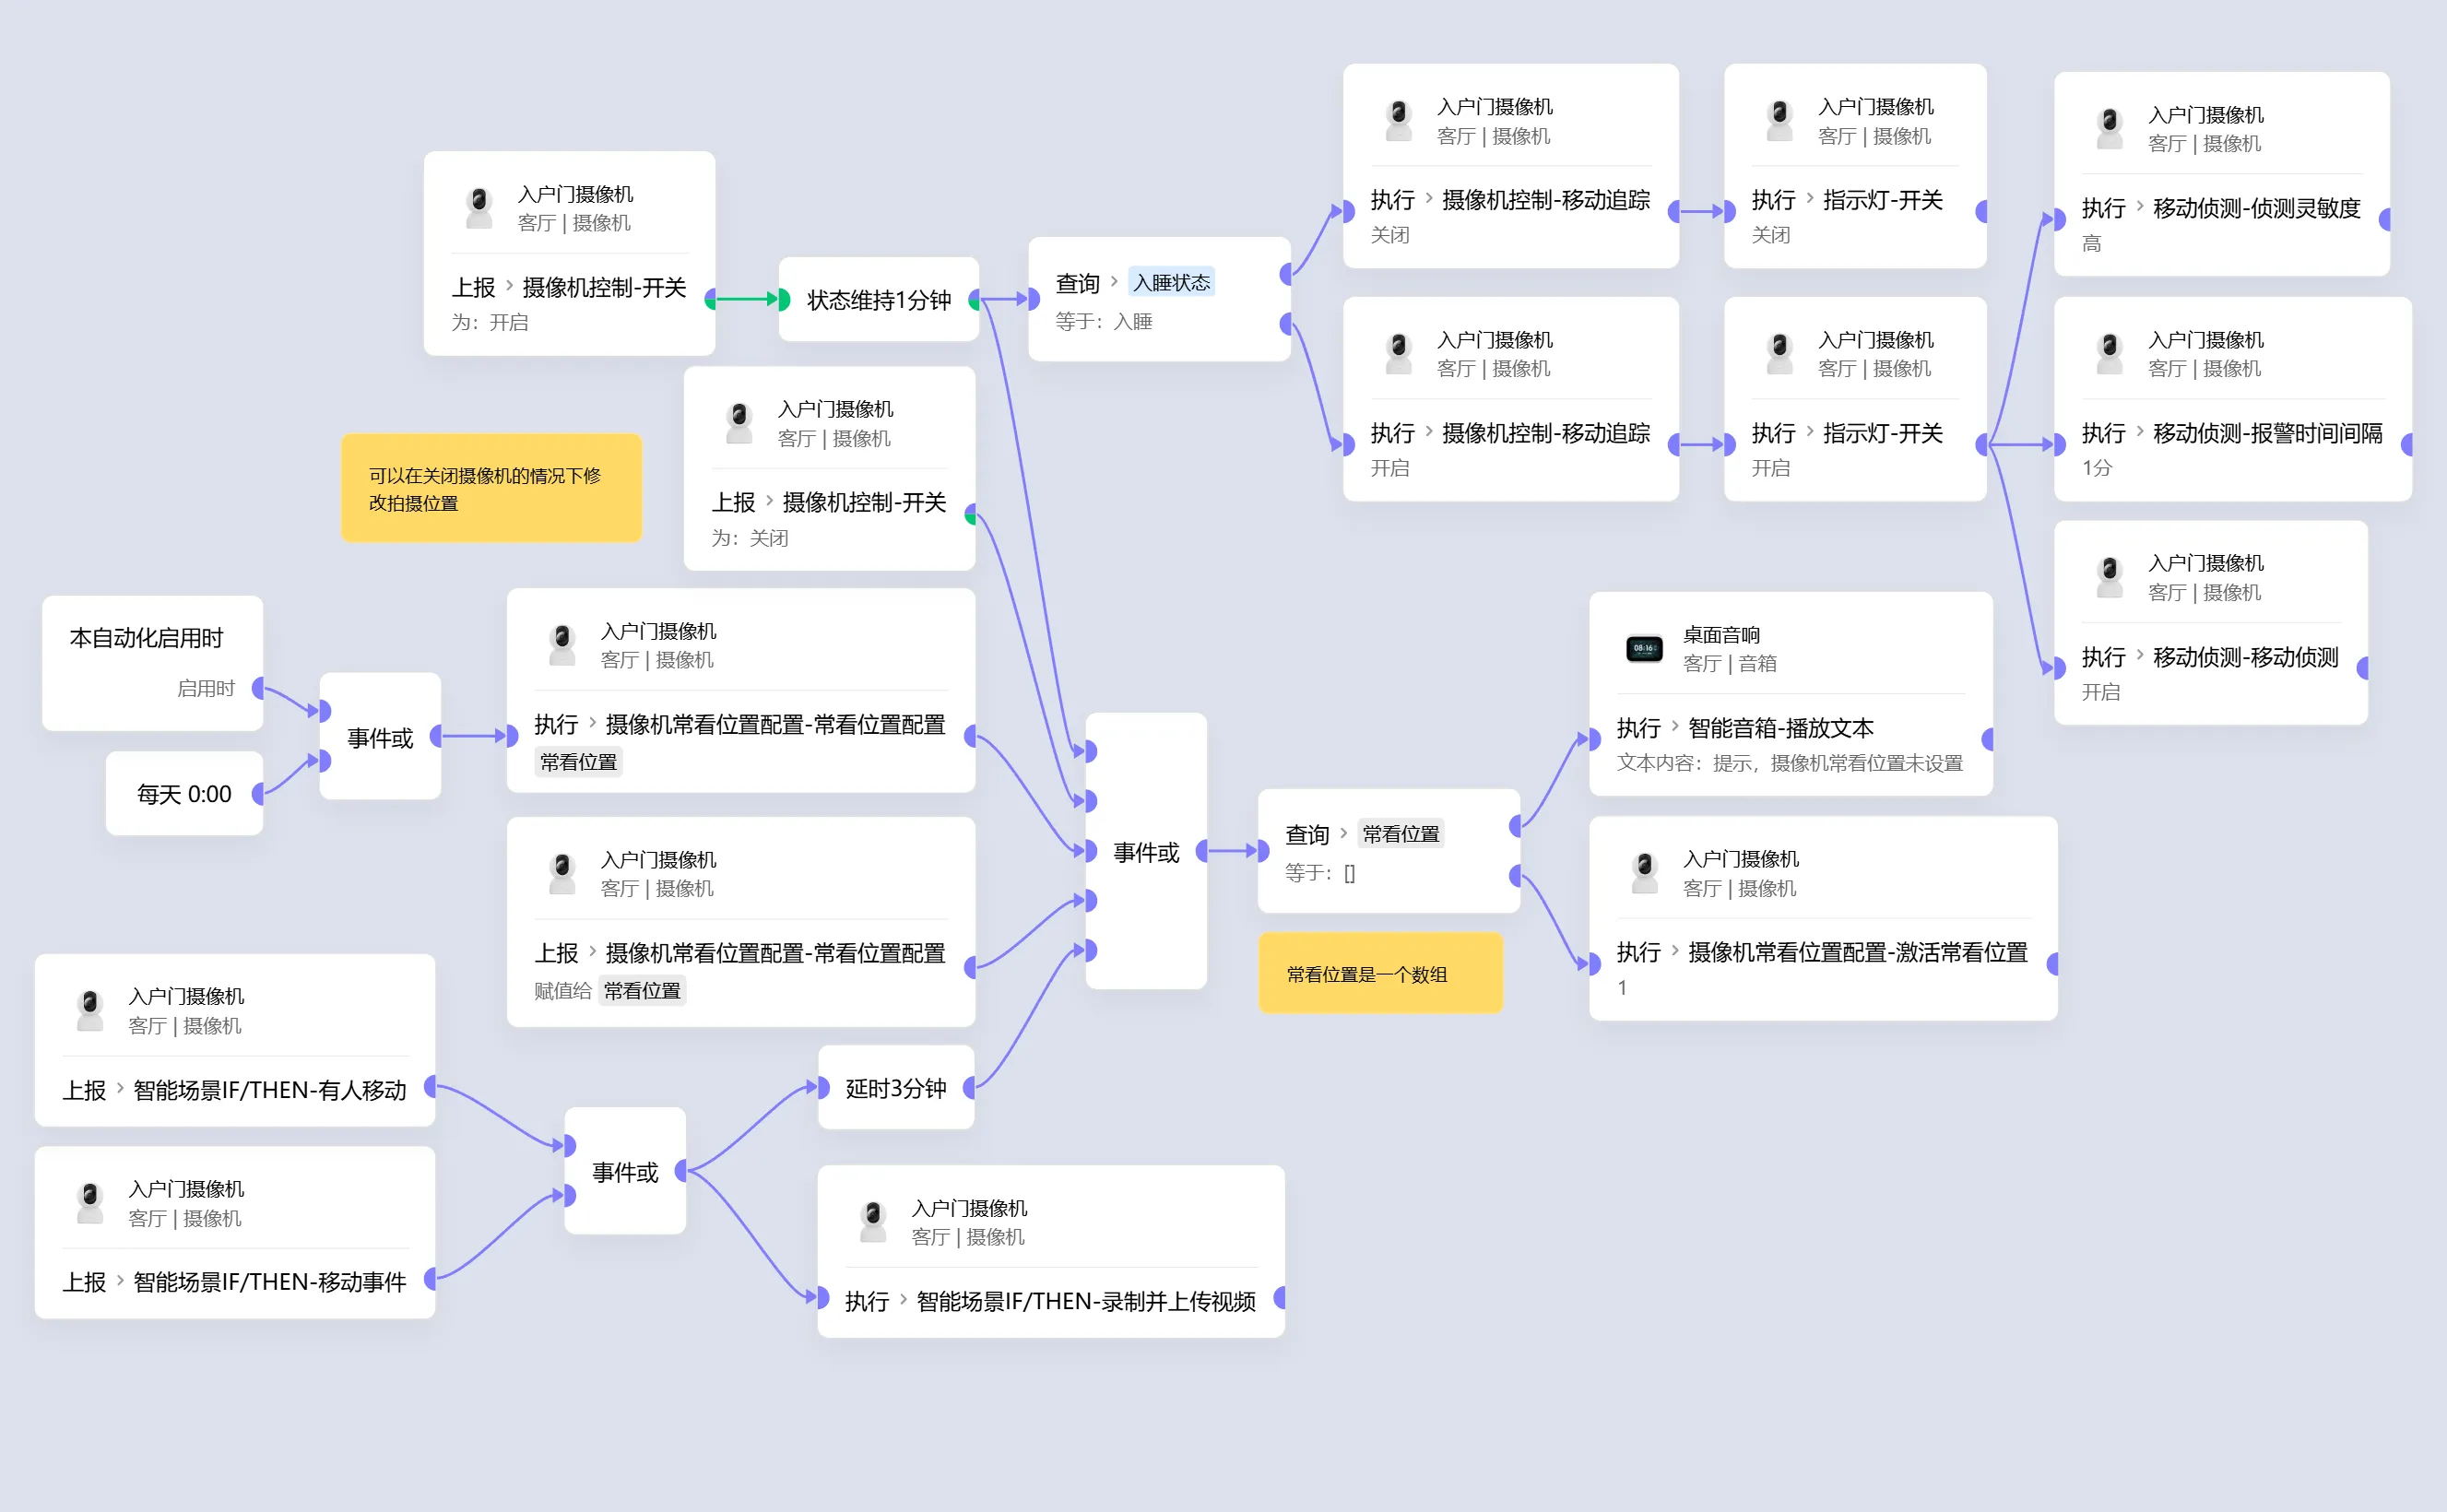 入户门摄像机
客厅 | 摄像机
上报 > 摄像机控制-开关
为：开启
状态维持1分钟
查询 > 入睡状态
等于：入睡
入户门摄像机
客厅 | 摄像机
执行 > 摄像机控制-移动追踪
关闭
入户门摄像机
客厅 | 摄像机
执行 > 指示灯-开关
关闭
入户门摄像机
客厅 | 摄像机
执行 > 移动侦测-侦测灵敏度
高
入户门摄像机
客厅 | 摄像机
执行 > 摄像机控制-移动追踪
开启
入户门摄像机
客厅 | 摄像机
执行 > 指示灯-开关
开启
入户门摄像机
客厅 | 摄像机
执行 > 移动侦测-报警时间间隔
1分
入户门摄像机
客厅 | 摄像机
执行 > 移动侦测-移动侦测
开启
入户门摄像机
客厅 | 摄像机
上报 > 摄像机控制-开关
为：关闭
可以在关闭摄像机的情况下修
改拍摄位置
本自动化启用时
启用时
每天 0:00
事件或
入户门摄像机
客厅 | 摄像机
执行 > 摄像机常看位置配置-常看位置配置
常看位置
入户门摄像机
客厅 | 摄像机
上报 > 摄像机常看位置配置-常看位置配置
赋值给 常看位置
事件或
查询 > 常看位置
等于：[]
常看位置是一个数组
08:16
桌面音响
客厅 | 音箱
执行 > 智能音箱-播放文本
文本内容：提示，摄像机常看位置未设置
入户门摄像机
客厅 | 摄像机
执行 > 摄像机常看位置配置-激活常看位置
1
入户门摄像机
客厅 | 摄像机
上报 > 智能场景IF/THEN-有人移动
入户门摄像机
客厅 | 摄像机
上报 > 智能场景IF/THEN-移动事件
事件或
延时3分钟
入户门摄像机
客厅 | 摄像机
执行 > 智能场景IF/THEN-录制并上传视频